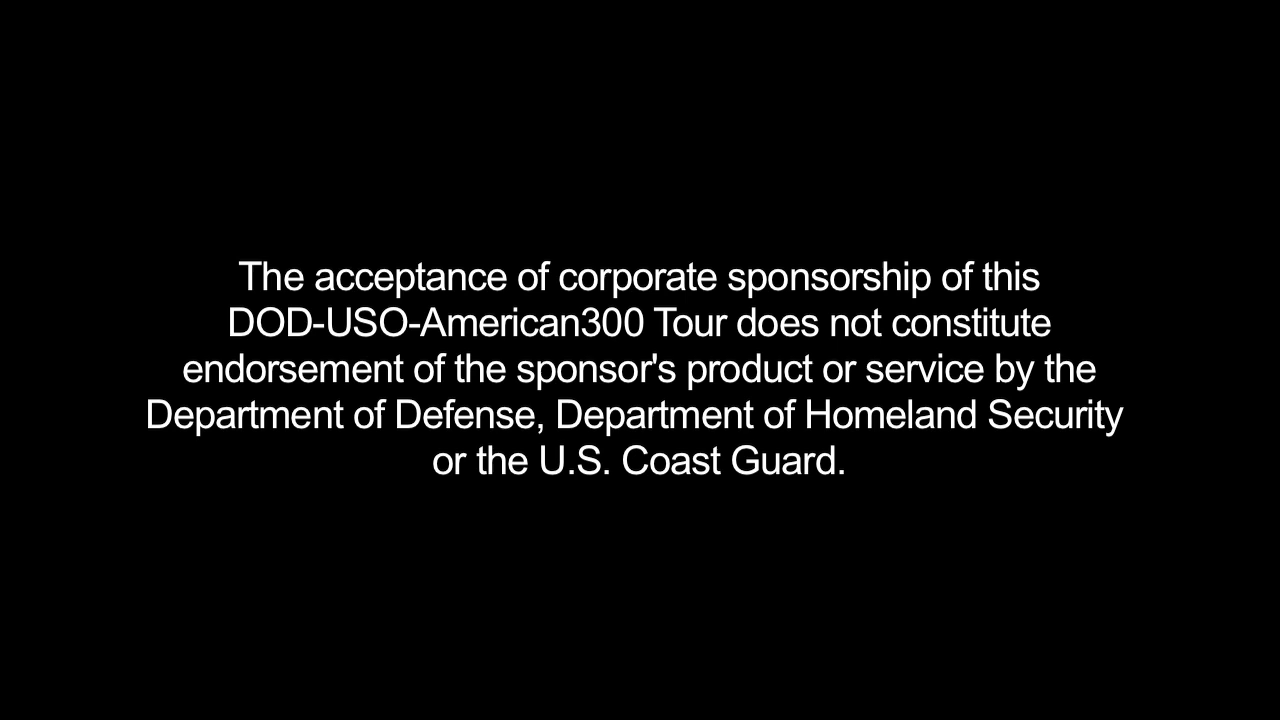 The acceptance of corporate sponsorship of this
DOD-USO-American300 Tour does not constitute
endorsement of the sponsor's product or service by the
Department of Defense, Department of Homeland Security
or the U.S. Coast Guard.